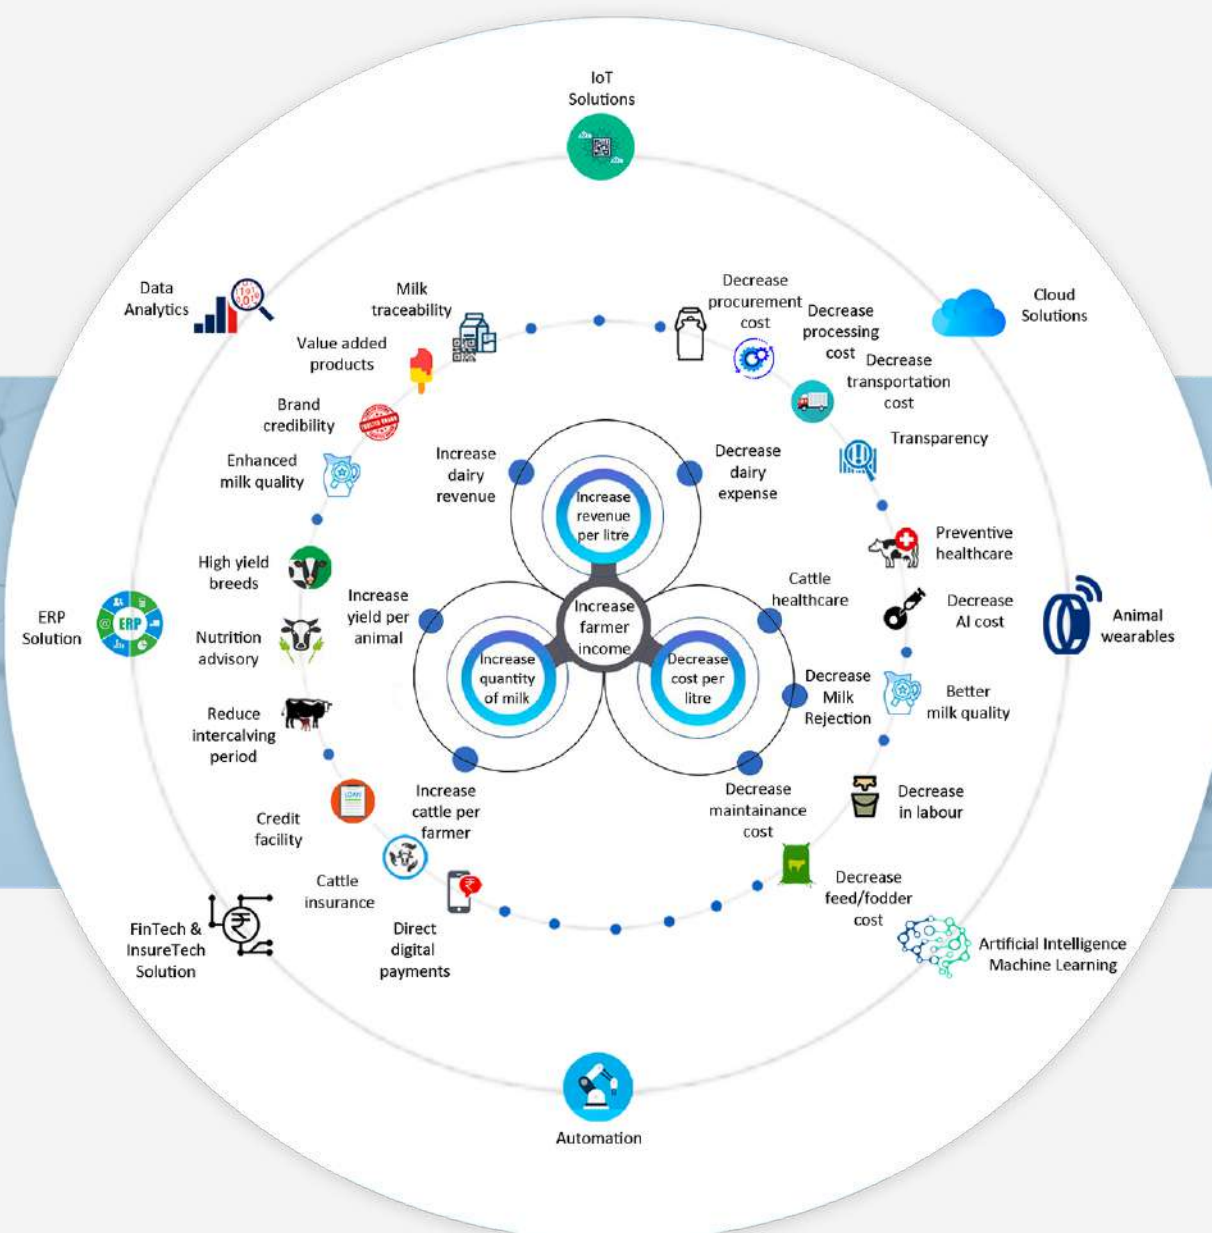 IoT
Solutions
Data
Analytics
Cloud
Solutions
Milk
traceability
Value added
products
Brand
credibility
Enhanced
milk quality
Decrease
procurement
cost
Decrease
processing
cost
Decrease
transportation
cost
Transparency
Increase
dairy
revenue
Decrease
dairy
expense
Increase
revenue
per litre
High yield
breeds
Nutrition
advisory
Reduce
intercalving
period
Increase
yield per
animal
Increase
farmer
income
Increase
quantity
of milk
Decrease
cost per
litre
Cattle
healthcare
Decrease
Milk
Rejection
Preventive
healthcare
Decrease
AI cost
Better
milk quality
ERP
Solution
ERP
Animal
wearables
Credit
facility
LOAN
Cattle
insurance
Increase
cattle per
farmer
Direct
digital
payments
Decrease
maintainance
cost
Decrease
in labour
Decrease
feed/fodder
cost
FinTech &
InsureTech
Solution
₹
Artificial Intelligence
Machine Learning
Automation